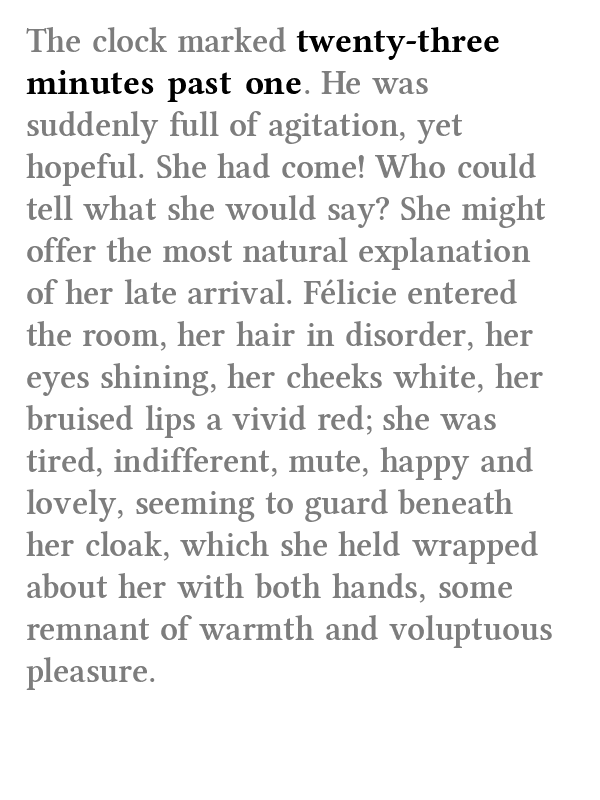 The clock marked twenty-three
minutes past one. He was
suddenly full of agitation, yet
hopeful. She had come! Who could
tell what she would say? She might
offer the most natural explanation
of her late arrival. Félicie entered
the room, her hair in disorder, her
eyes shining, her cheeks white, her
bruised lips a vivid red; she was
tired, indifferent, mute, happy and
lovely, seeming to guard beneath
her cloak, which she held wrapped
about her with both hands, some
remnant of warmth and voluptuous
pleasure.